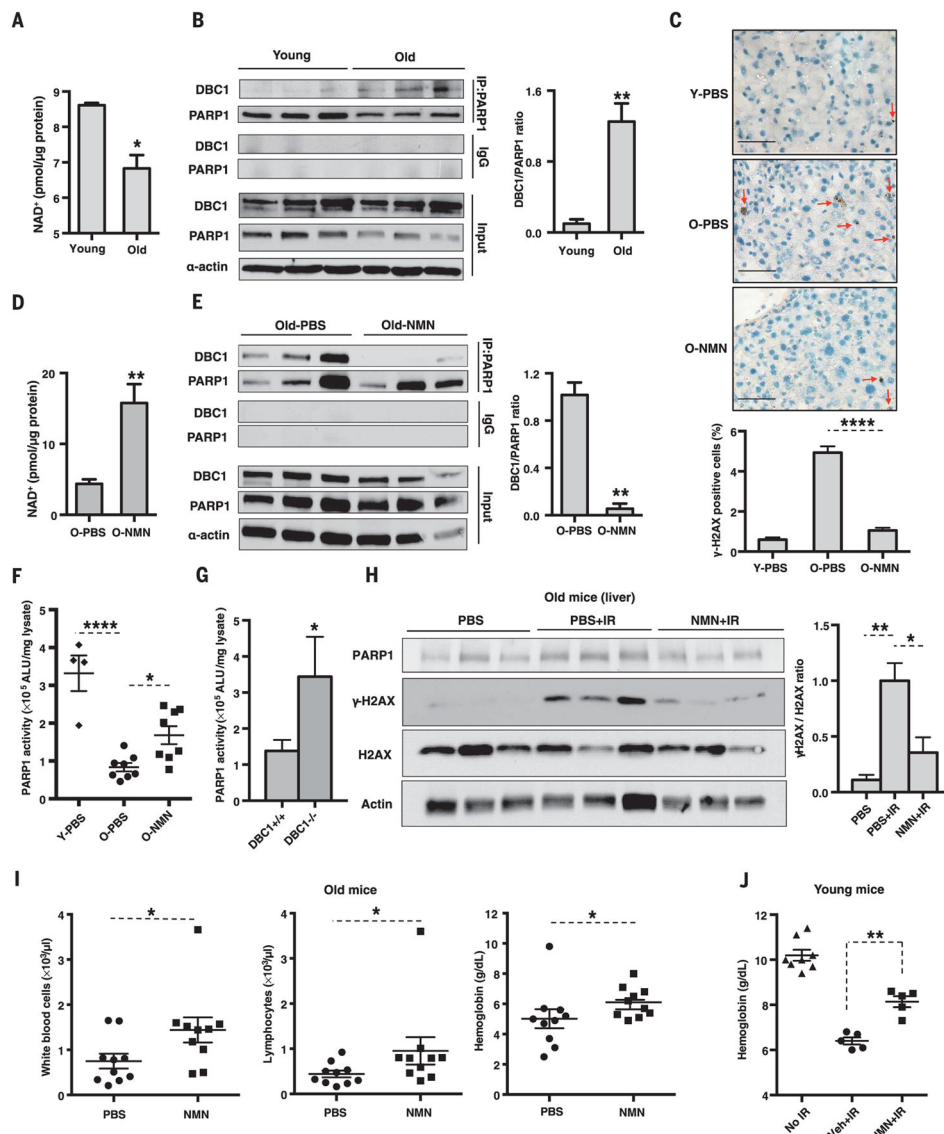 A
NAD⁺ (pmol/µg protein)
9
8
7
6
5
*
Young
Old
B
Young
Old
DBC1
PARP1
IP:PARP1
DBC1
PARP1
IgG
DBC1
PARP1
α-actin
Input
DBC1/PARP1 ratio
1.8
1.2
0.6
0.0
**
Young
Old
C
Y-PBS
O-PBS
O-NMN
γ-H2AX positive cells (%)
6
4
2
0
****
Y-PBS
O-PBS
O-NMN
D
NAD⁺ (pmol/µg protein)
20
10
0
**
O-PBS
O-NMN
E
Old-PBS
Old-NMN
DBC1
PARP1
IP:PARP1
DBC1
PARP1
IgG
DBC1
PARP1
α-actin
Input
DBC1/PARP1 ratio
1.2
0.8
0.4
0.0
**
O-PBS
O-NMN
F
PARP1 activity (×10⁵ ALU/mg lysate)
5
4
3
2
1
0
****
*
Y-PBS
O-PBS
O-NMN
G
PARP1 activity (×10⁵ ALU/mg lysate)
5
4
3
2
1
0
*
DBC1+/+
DBC1-/-
H
Old mice (liver)
PBS
PBS+IR
NMN+IR
PARP1
γ-H2AX
H2AX
Actin
γH2AX / H2AX ratio
1.5
1.0
0.5
0.0
**
*
PBS
PBS+IR
NMN+IR
I
Old mice
White blood cells (×10³/µl)
4
3
2
1
0
*
PBS
NMN
Lymphocytes (×10³/µl)
4
3
2
1
0
*
PBS
NMN
Hemoglobin (g/dL)
12
10
8
6
4
2
0
*
PBS
NMN
J
Young mice
Hemoglobin (g/dL)
12
10
8
6
4
**
No IR
Veh+IR
NMN+IR